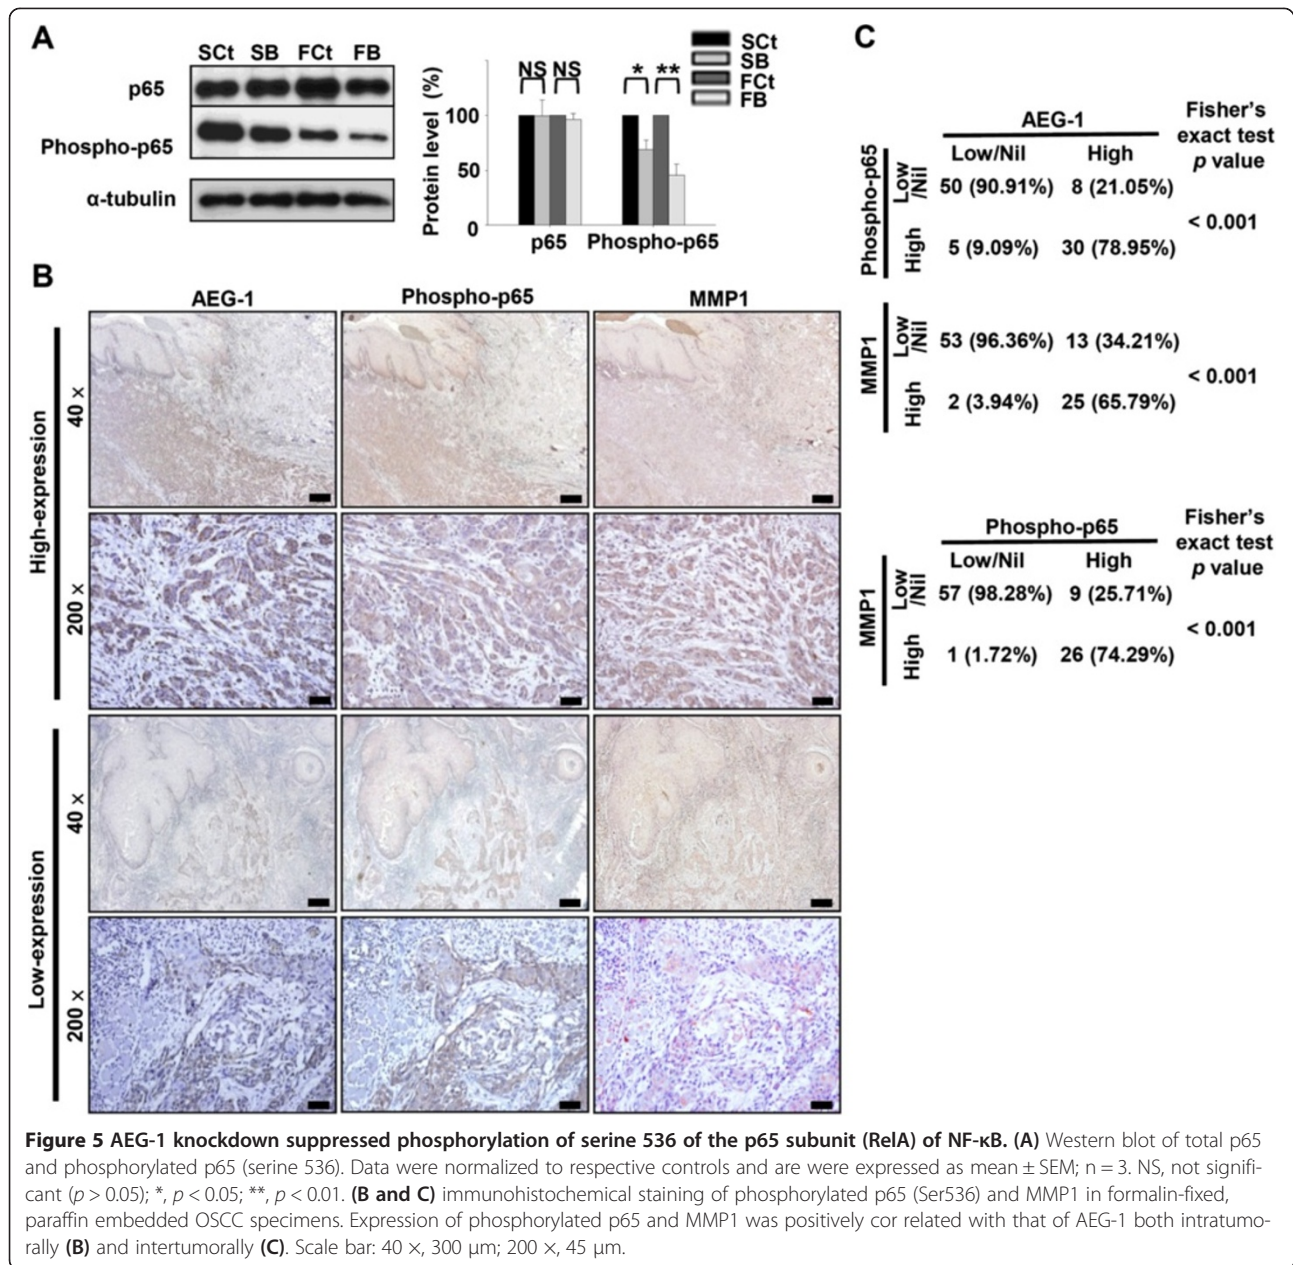 A
SCt SB FCt FB
p65
Phospho-p65
α-tubulin
Protein level (%)
100
50
0
NS NS
* **
p65 Phospho-p65
SCt
SB
FCt
FB
B
AEG-1 Phospho-p65 MMP1
High-expression
40 ×
200 ×
Low-expression
40 ×
200 ×
C
AEG-1
Fisher's
exact test
p value
Low/Nil High
Phospho-p65
Low
/Nil
50 (90.91%) 8 (21.05%)
< 0.001
High
5 (9.09%) 30 (78.95%)
MMP1
Low
/Nil
53 (96.36%) 13 (34.21%)
< 0.001
High
2 (3.94%) 25 (65.79%)
Phospho-p65
Fisher's
exact test
p value
Low/Nil High
MMP1
Low
/Nil
57 (98.28%) 9 (25.71%)
< 0.001
High
1 (1.72%) 26 (74.29%)
Figure 5 AEG-1 knockdown suppressed phosphorylation of serine 536 of the p65 subunit (RelA) of NF-κB. (A) Western blot of total p65
and phosphorylated p65 (serine 536). Data were normalized to respective controls and are were expressed as mean ± SEM; n = 3. NS, not signifi-
cant (p > 0.05); *, p < 0.05; **, p < 0.01. (B and C) immunohistochemical staining of phosphorylated p65 (Ser536) and MMP1 in formalin-fixed,
paraffin embedded OSCC specimens. Expression of phosphorylated p65 and MMP1 was positively cor related with that of AEG-1 both intratumo-
rally (B) and intertumorally (C). Scale bar: 40 ×, 300 μm; 200 ×, 45 μm.